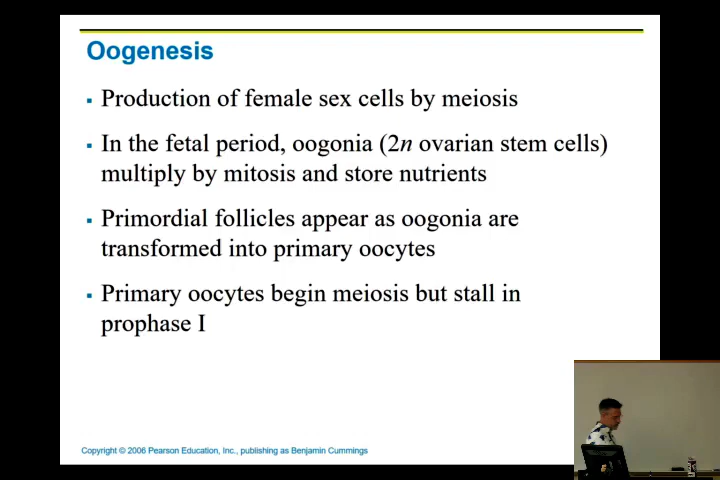 Oogenesis
▪ Production of female sex cells by meiosis
▪ In the fetal period, oogonia (2n ovarian stem cells)
multiply by mitosis and store nutrients
▪ Primordial follicles appear as oogonia are
transformed into primary oocytes
▪ Primary oocytes begin meiosis but stall in
prophase I
Copyright © 2006 Pearson Education, Inc., publishing as Benjamin Cummings